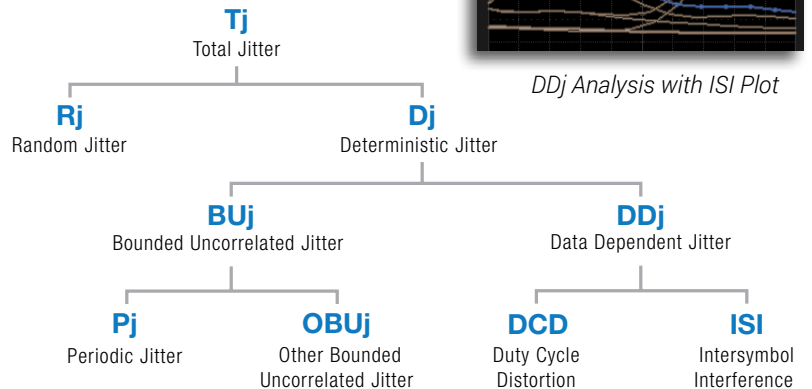 Tj
Total Jitter
DDj Analysis with ISI Plot
Rj
Random Jitter
Dj
Deterministic Jitter
BUj
Bounded Uncorrelated Jitter
DDj
Data Dependent Jitter
Pj
Periodic Jitter
OBUj
Other Bounded
Uncorrelated Jitter
DCD
Duty Cycle
Distortion
ISI
Intersymbol
Interference